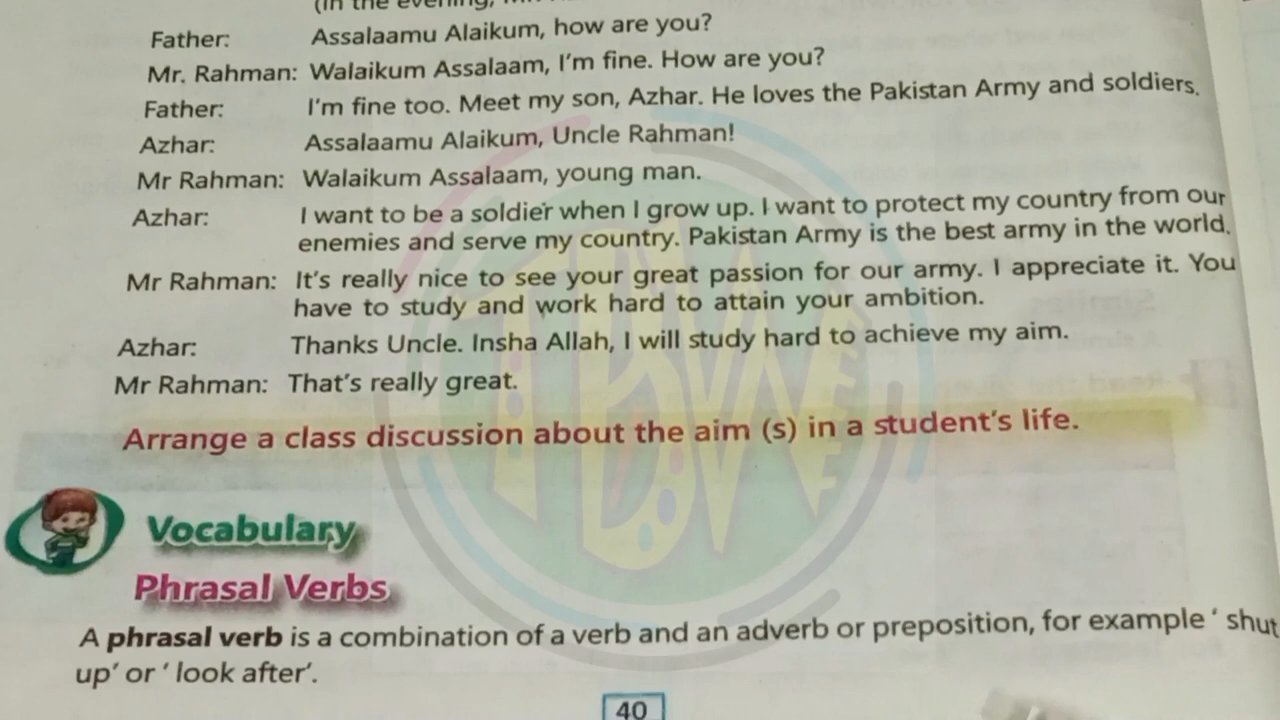 (In the evening,
Father: Assalaamu Alaikum, how are you?
Mr. Rahman: Walaikum Assalaam, I'm fine. How are you?
Father: I'm fine too. Meet my son, Azhar. He loves the Pakistan Army and soldiers.
Azhar: Assalaamu Alaikum, Uncle Rahman!
Mr Rahman: Walaikum Assalaam, young man.
Azhar: I want to be a soldier when I grow up. I want to protect my country from our
enemies and serve my country. Pakistan Army is the best army in the world.
Mr Rahman: It's really nice to see your great passion for our army. I appreciate it. You
have to study and work hard to attain your ambition.
Azhar: Thanks Uncle. Insha Allah, I will study hard to achieve my aim.
Mr Rahman: That's really great.
Arrange a class discussion about the aim (s) in a student's life.
Vocabulary
Phrasal Verbs
A phrasal verb is a combination of a verb and an adverb or preposition, for example ' shut
up' or ' look after'.
40